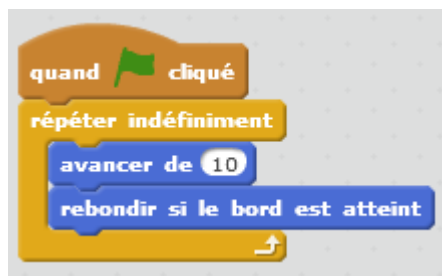 quand cliqué
répéter indéfiniment
avancer de 10
rebondir si le bord est atteint